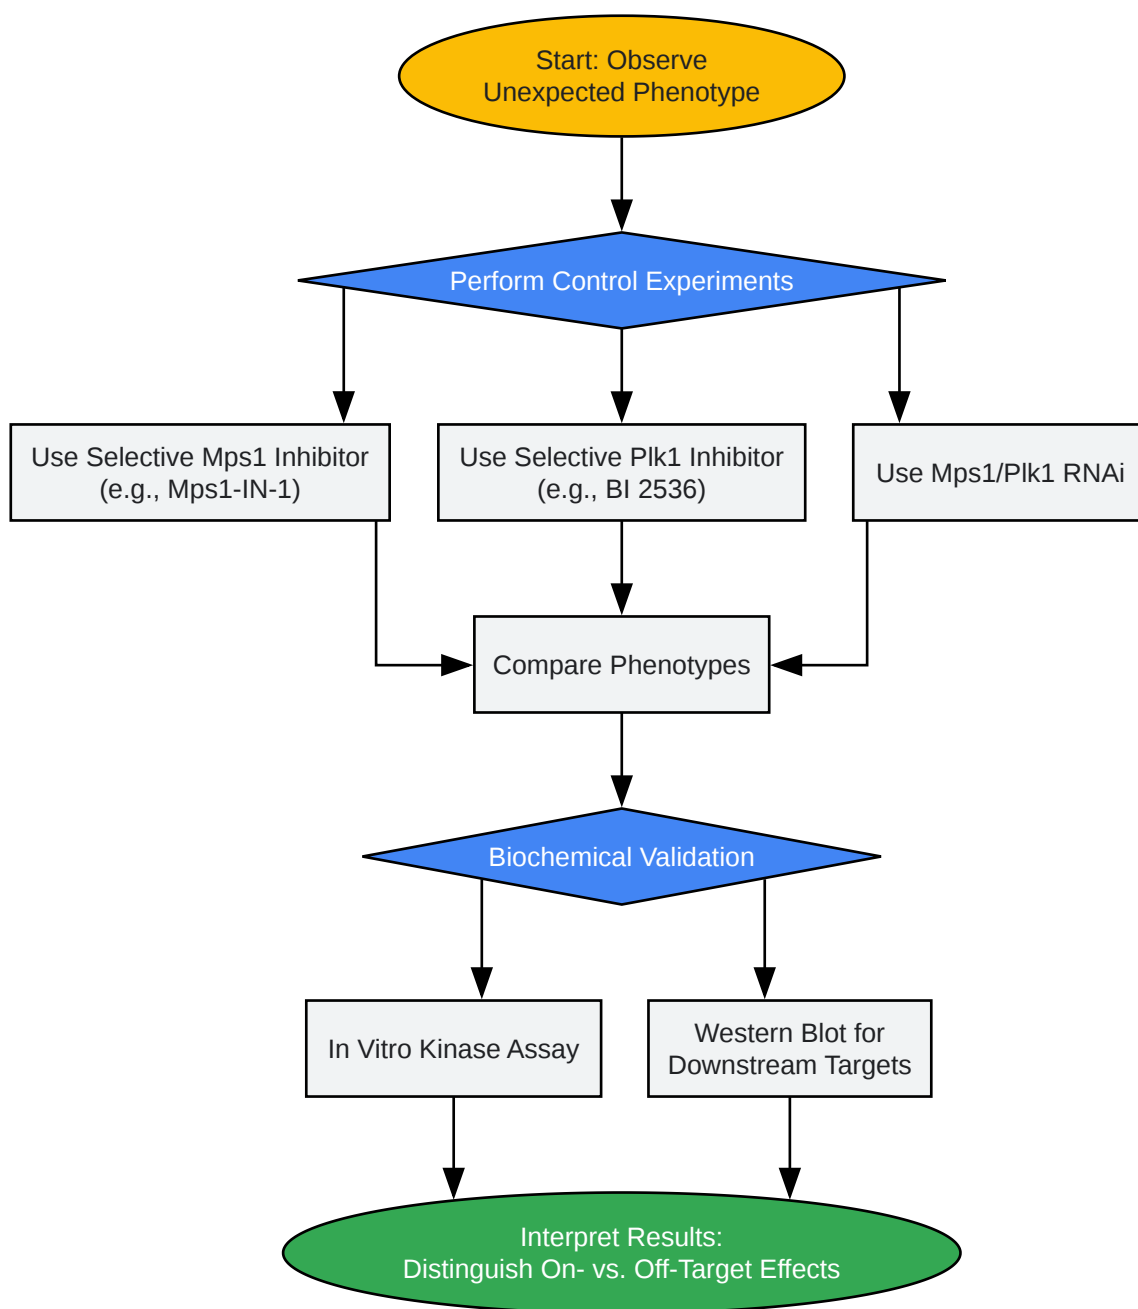 Start: Observe
Unexpected Phenotype
Perform Control Experiments
Use Selective Mps1 Inhibitor
(e.g., Mps1-IN-1)
Use Selective Plk1 Inhibitor
(e.g., BI 2536)
Use Mps1/Plk1 RNAi
Compare Phenotypes
Biochemical Validation
In Vitro Kinase Assay
Western Blot for
Downstream Targets
Interpret Results:
Distinguish On- vs. Off-Target Effects